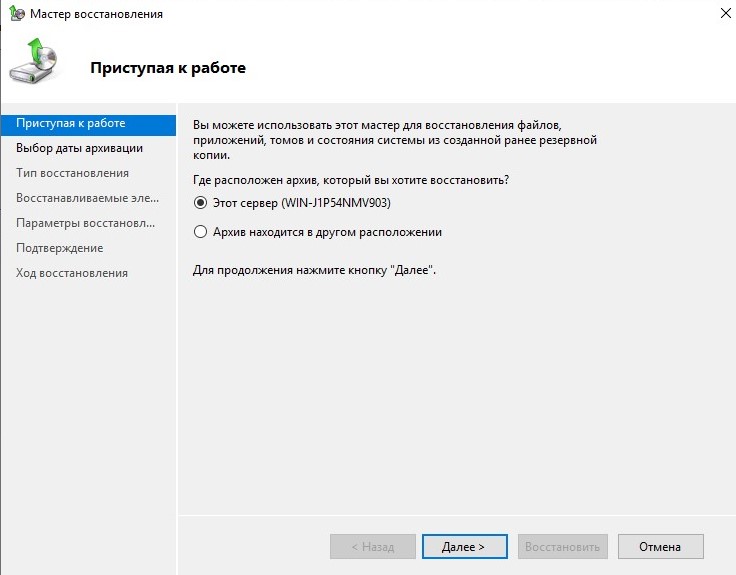 Мастер восстановления
Приступая к работе
Приступая к работе
Выбор даты архивации
Тип восстановления
Восстанавливаемые эле...
Параметры восстановл...
Подтверждение
Ход восстановления
Вы можете использовать этот мастер для восстановления файлов,
приложений, томов и состояния системы из созданной ранее резервной
копии.
Где расположен архив, который вы хотите восстановить?
Этот сервер (WIN-J1P54NMV903)
Архив находится в другом расположении
Для продолжения нажмите кнопку "Далее".
< Назад
Далее >
Восстановить
Отмена